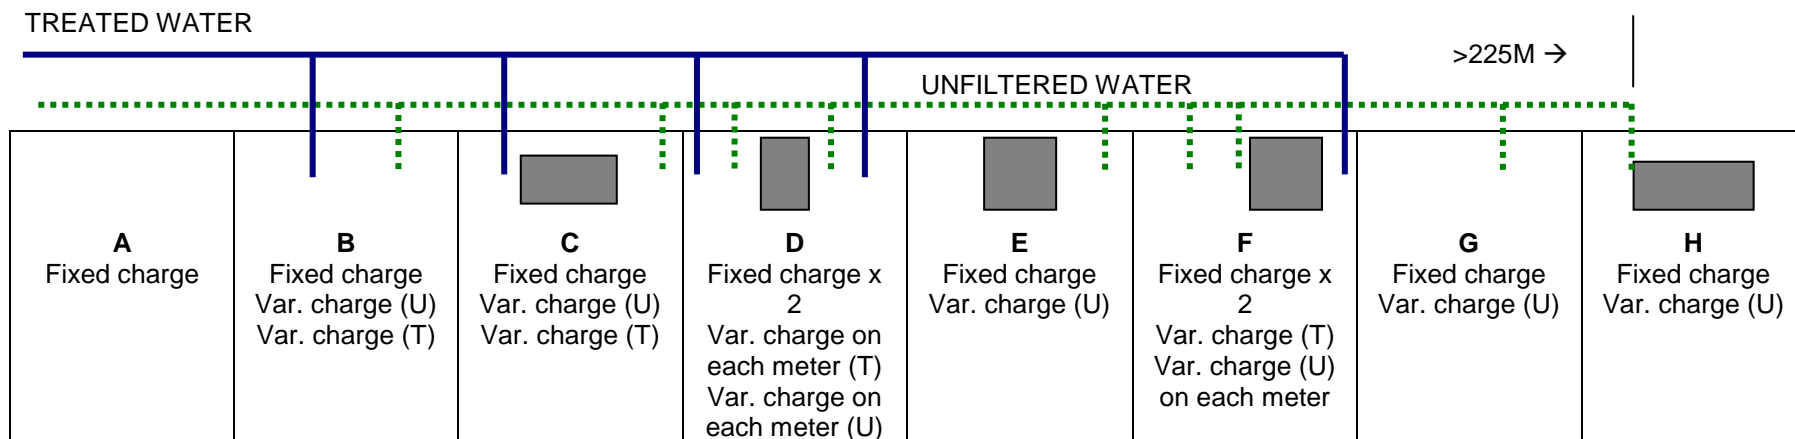 TREATED WATER
>225M →
UNFILTERED WATER
A
Fixed charge
B
Fixed charge
Var. charge (U)
Var. charge (T)
C
Fixed charge
Var. charge (U)
Var. charge (T)
D
Fixed charge x
2
Var. charge on
each meter (T)
Var. charge on
each meter (U)
E
Fixed charge
Var. charge (U)
F
Fixed charge x
2
Var. charge (T)
Var. charge (U)
on each meter
G
Fixed charge
Var. charge (U)
H
Fixed charge
Var. charge (U)